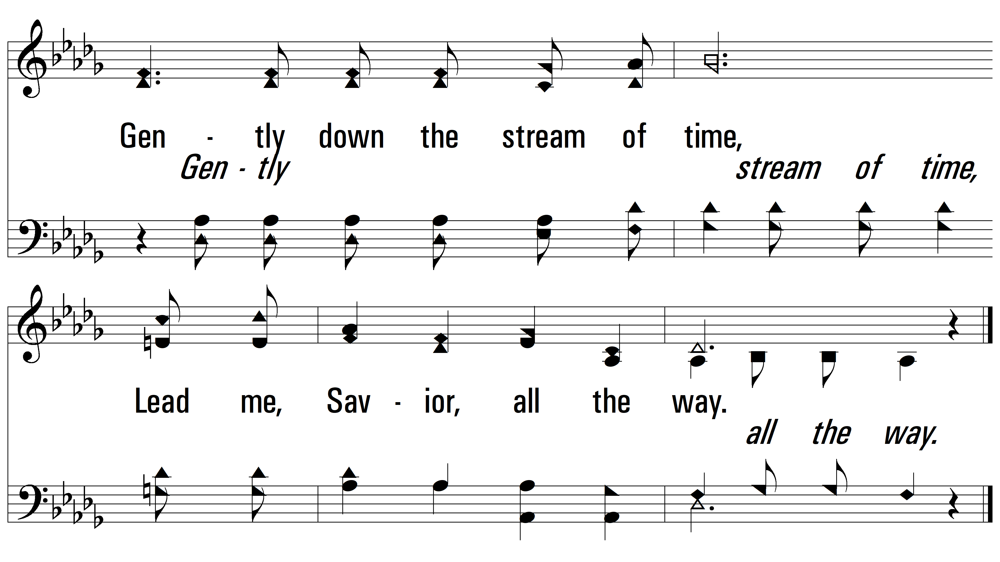 Gen - tly down the stream of time,
Gen - tly stream of time,
Lead me, Sav - ior, all the way.
all the way.